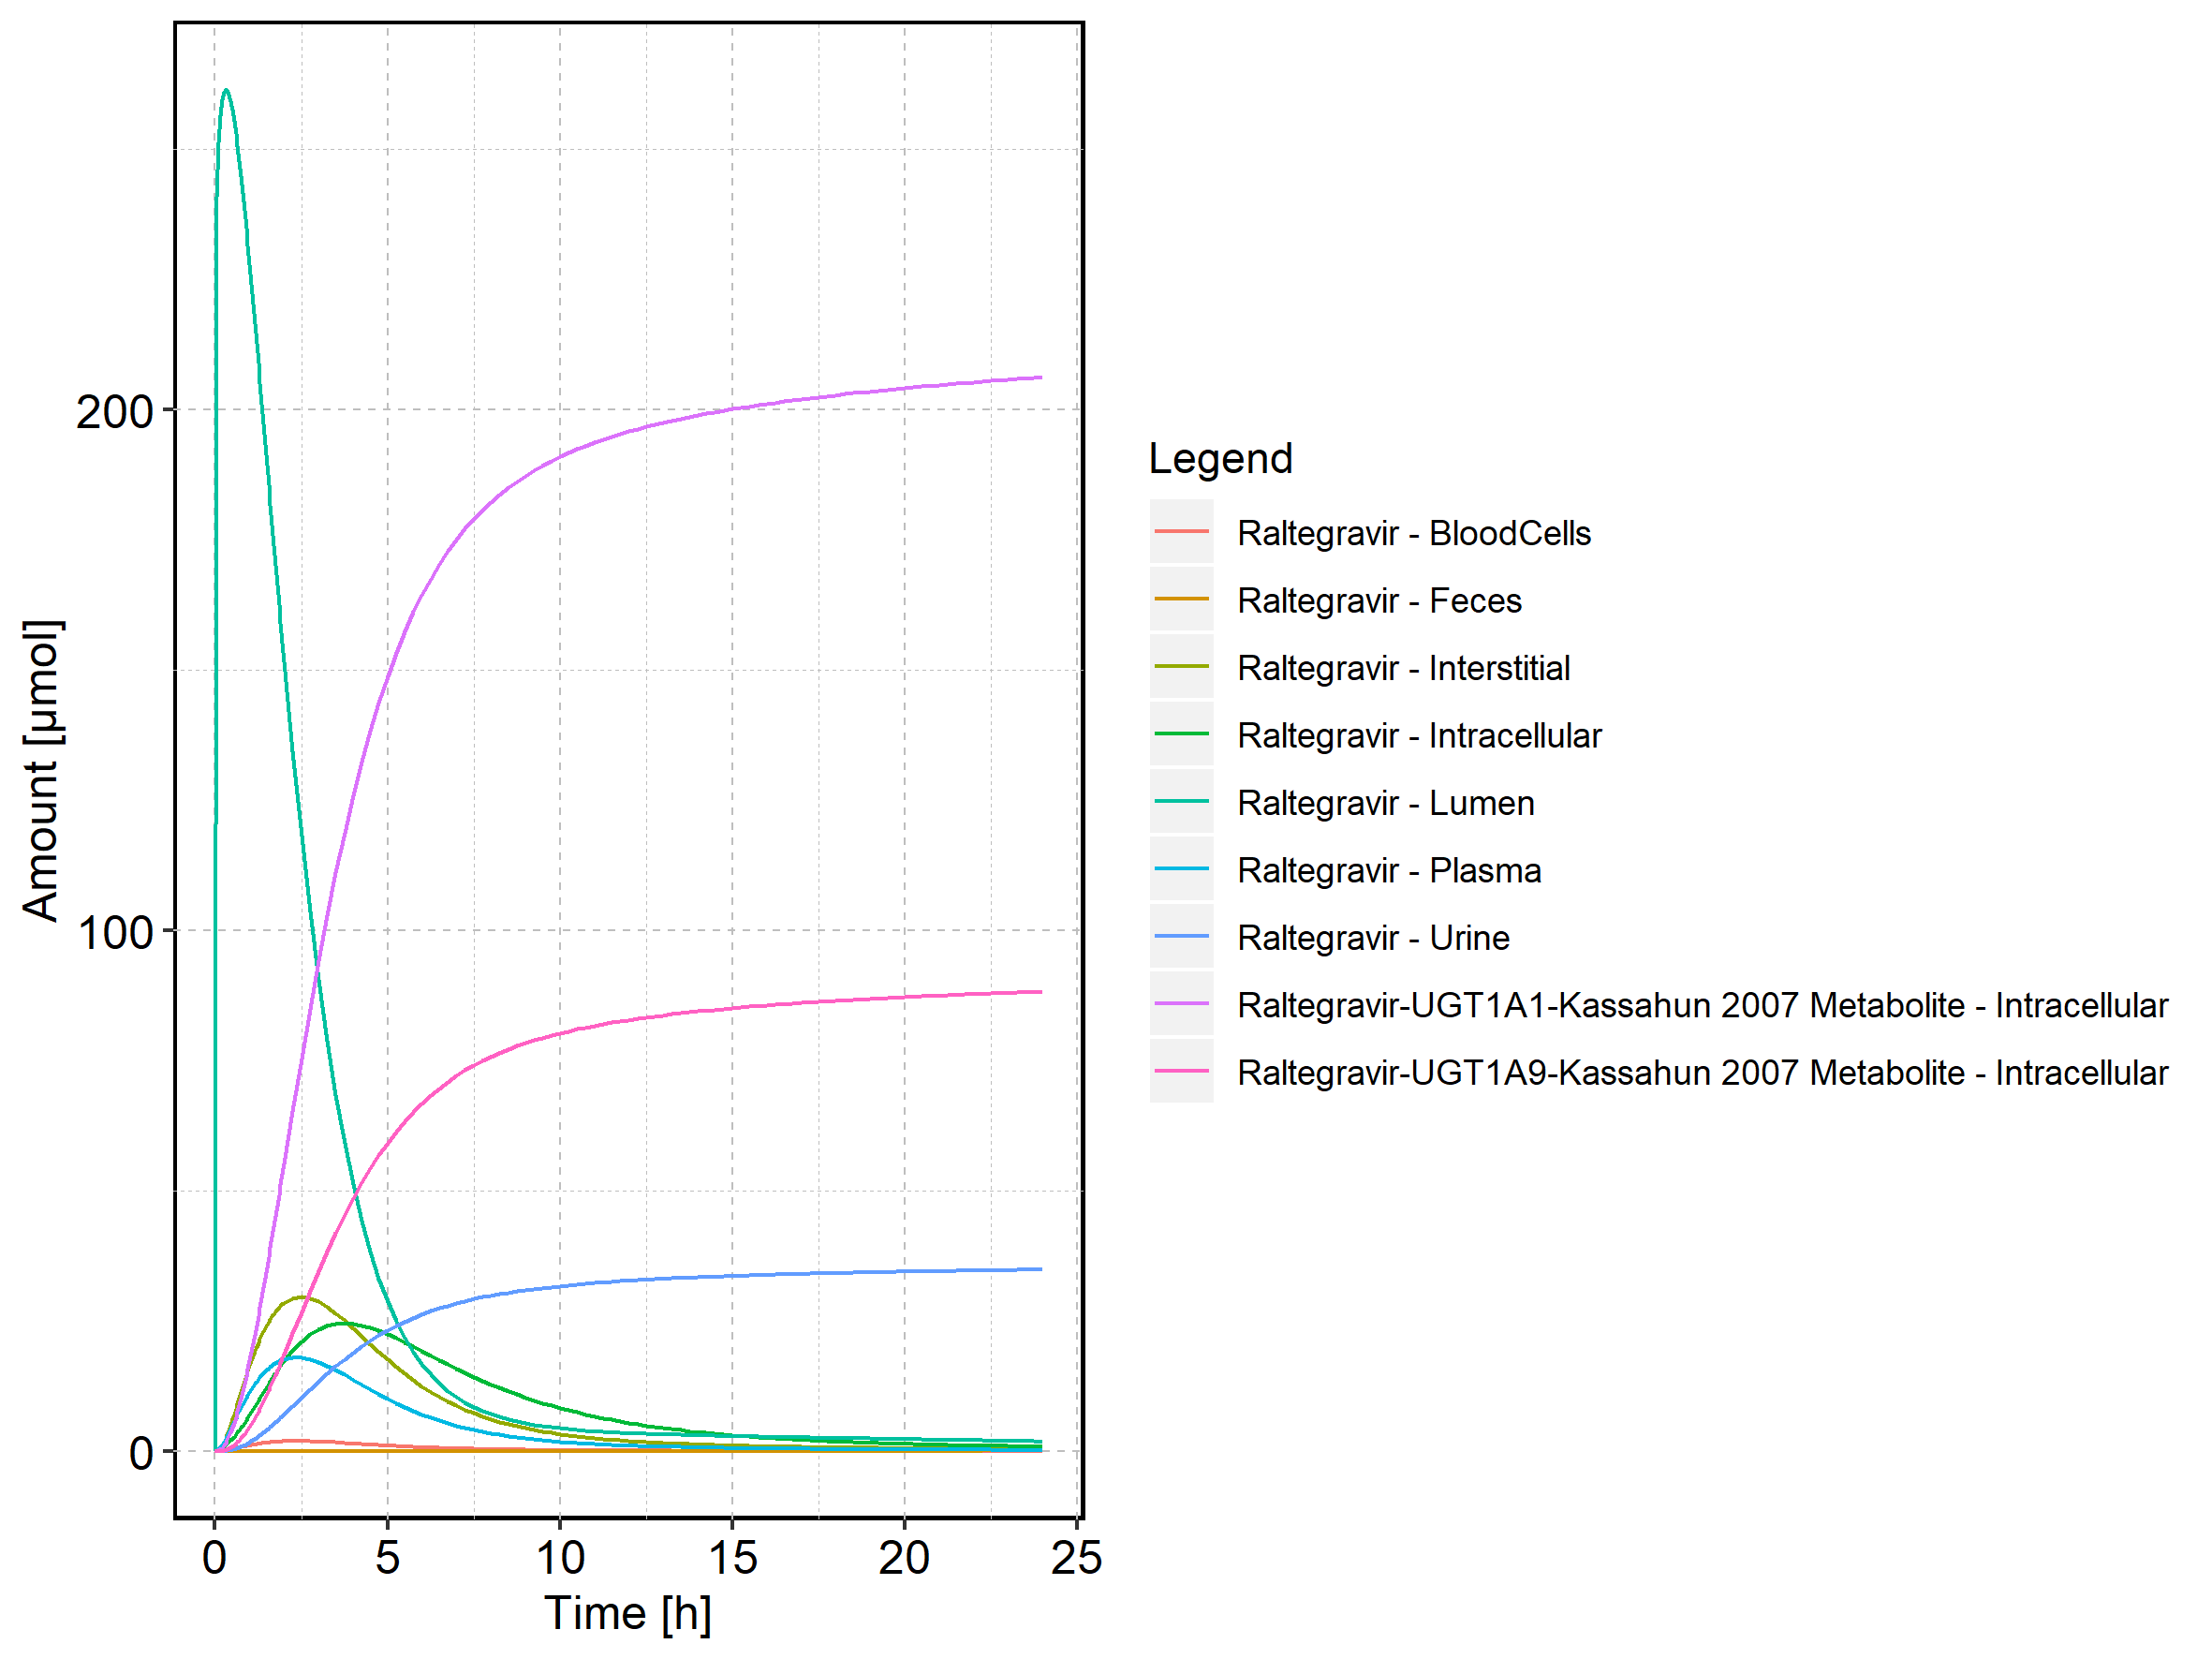 200
100
0
Amount [µmol]
0 5 10 15 20 25
Time [h]
Legend
Raltegravir - BloodCells
Raltegravir - Feces
Raltegravir - Interstitial
Raltegravir - Intracellular
Raltegravir - Lumen
Raltegravir - Plasma
Raltegravir - Urine
Raltegravir-UGT1A1-Kassahun 2007 Metabolite - Intracellular
Raltegravir-UGT1A9-Kassahun 2007 Metabolite - Intracellular